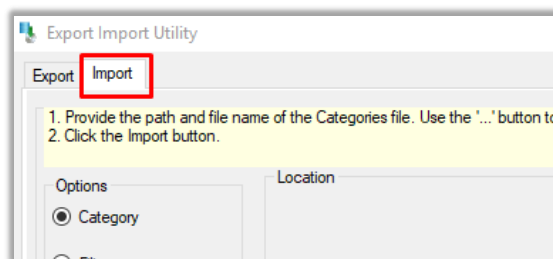 Export Import Utility
Export Import
1. Provide the path and file name of the Categories file. Use the '...' button to
2. Click the Import button.
Options
Location
Category